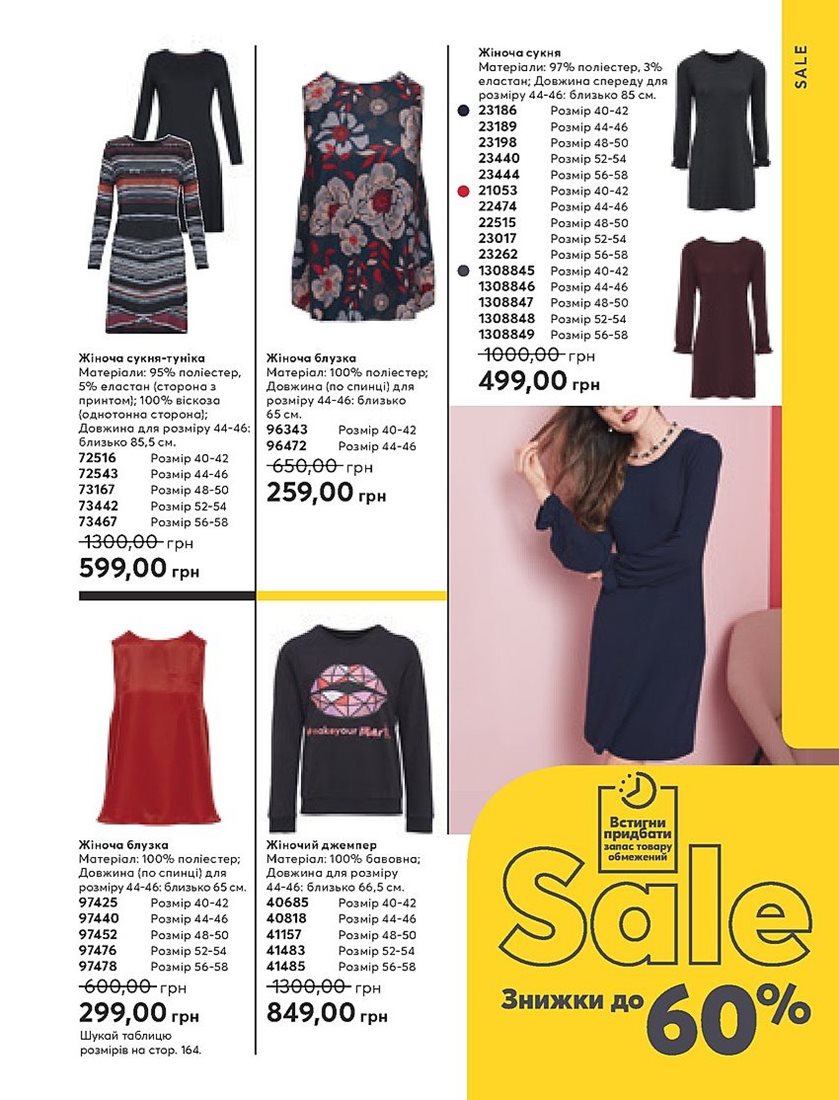 SALE
Жіноча сукня-туніка
Матеріали: 95% поліестер,
5% еластан (сторона з
принтом); 100% віскоза
(однотонна сторона);
Довжина для розміру 44-46:
близько 85,5 см.
72516 Розмір 40-42
72543 Розмір 44-46
73167 Розмір 48-50
73442 Розмір 52-54
73467 Розмір 56-58
1300,00 грн
599,00 грн
Жіноча блузка
Матеріал: 100% поліестер;
Довжина (по спинці) для
розміру 44-46: близько
65 см.
96343 Розмір 40-42
96472 Розмір 44-46
650,00 грн
259,00 грн
Жіноча сукня
Матеріали: 97% поліестер, 3%
еластан; Довжина спереду для
розміру 44-46: близько 85 см.
23186 Розмір 40-42
23189 Розмір 44-46
23198 Розмір 48-50
23440 Розмір 52-54
23444 Розмір 56-58
21053 Розмір 40-42
22474 Розмір 44-46
22515 Розмір 48-50
23017 Розмір 52-54
23262 Розмір 56-58
1308845 Розмір 40-42
1308846 Розмір 44-46
1308847 Розмір 48-50
1308848 Розмір 52-54
1308849 Розмір 56-58
1000,00 грн
499,00 грн
Жіноча блузка
Матеріал: 100% поліестер;
Довжина (по спинці) для
розміру 44-46: близько 65 см.
97425 Розмір 40-42
97440 Розмір 44-46
97452 Розмір 48-50
97476 Розмір 52-54
97478 Розмір 56-58
600,00 грн
299,00 грн
Шукай таблицю
розмірів на стор. 164.
#makeyour
Жіночий джемпер
Матеріал: 100% бавовна;
Довжина для розміру
44-46: близько 66,5 см.
40685 Розмір 40-42
40818 Розмір 44-46
41157 Розмір 48-50
41483 Розмір 52-54
41485 Розмір 56-58
1300,00 грн
849,00 грн
Встигни
придбати
запас товару
обмежений
Sale
Знижки до 60%